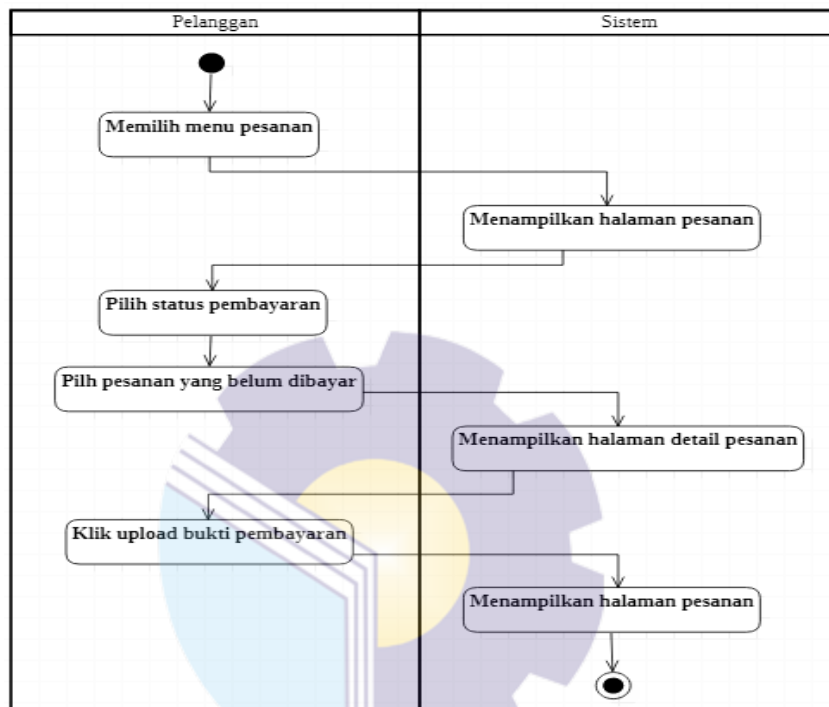 Pelanggan
Sistem
Memilih menu pesanan
Menampilkan halaman pesanan
Pilih status pembayaran
Pilh pesanan yang belum dibayar
Menampilkan halaman detail pesanan
Klik upload bukti pembayaran
Menampilkan halaman pesanan